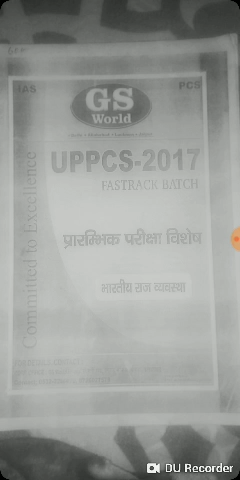 IAS
PCS
GS
World
UPPCS-2017
FASTRACK BATCH
Committed to Excellence
प्रारम्भिक परीक्षा विशेष
भारतीय राज व्यवस्था
DU Recorder